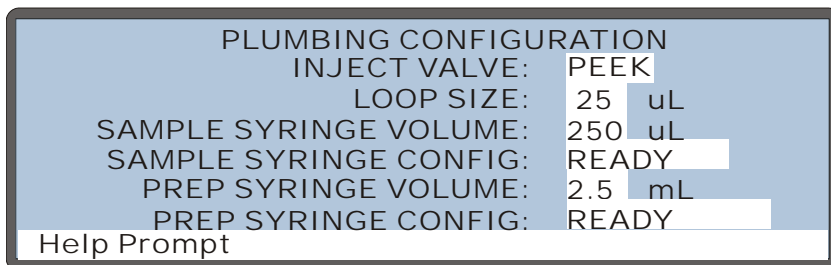 PLUMBING CONFIGURATION
INJECT VALVE: PEEK
LOOP SIZE: 25 uL
SAMPLE SYRINGE VOLUME: 250 uL
SAMPLE SYRINGE CONFIG: READY
PREP SYRINGE VOLUME: 2.5 mL
PREP SYRINGE CONFIG: READY
Help Prompt